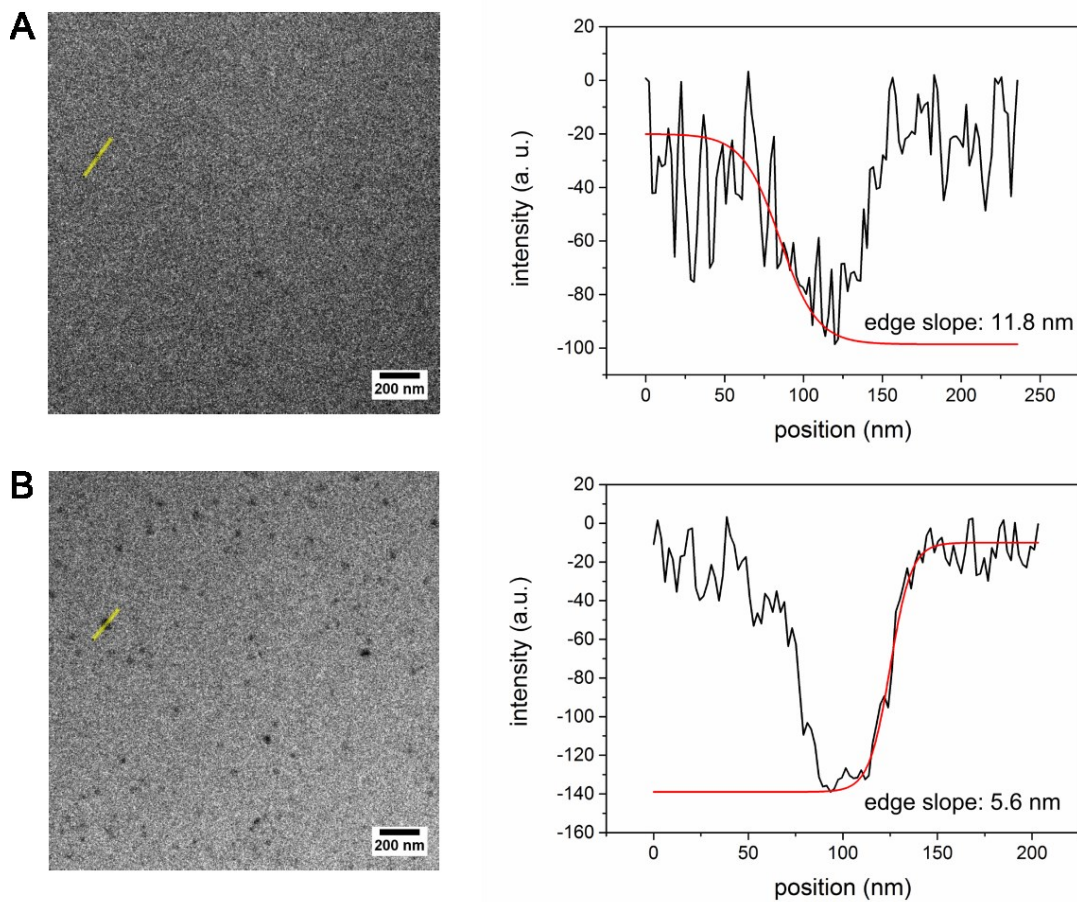 A
200 nm
20
0
-20
-40
-60
-80
-100
intensity (a. u.)
edge slope: 11.8 nm
0 50 100 150 200 250
position (nm)
B
200 nm
20
0
-20
-40
-60
-80
-100
-120
-140
-160
intensity (a.u.)
edge slope: 5.6 nm
0 50 100 150 200
position (nm)